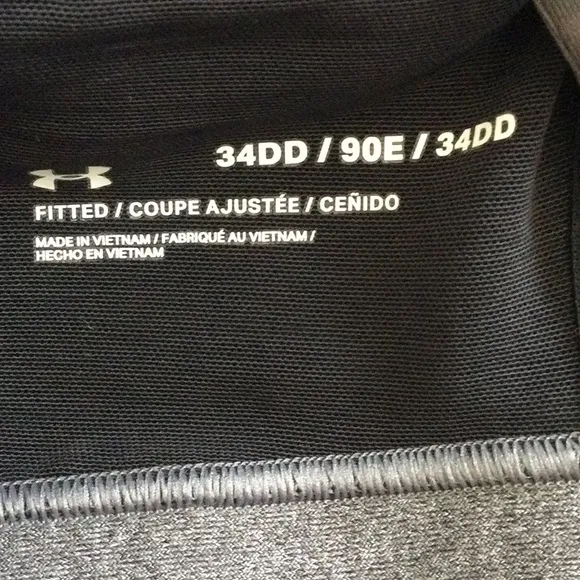 34DD / 90E / 34DD
FITTED / COUPE AJUSTÉE / CEÑIDO
MADE IN VIETNAM / FABRIQUÉ AU VIETNAM /
HECHO EN VIETNAM